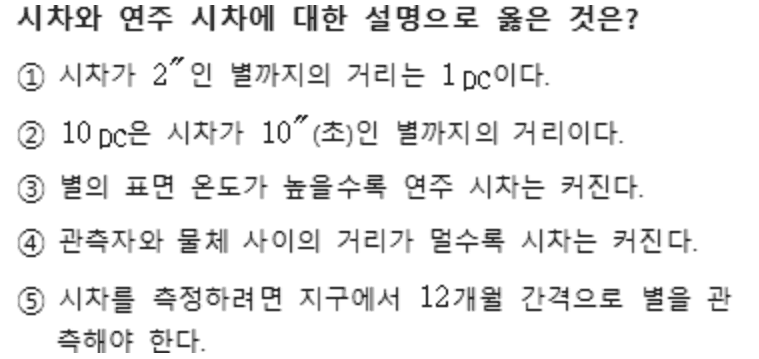 시차와 연주 시차에 대한 설명으로 옳은 것은?
① 시차가 2″인 별까지의 거리는 1pc이다.
② 10pc은 시차가 10″(초)인 별까지의 거리이다.
③ 별의 표면 온도가 높을수록 연주 시차는 커진다.
④ 관측자와 물체 사이의 거리가 멀수록 시차는 커진다.
⑤ 시차를 측정하려면 지구에서 12개월 간격으로 별을 관
측해야 한다.